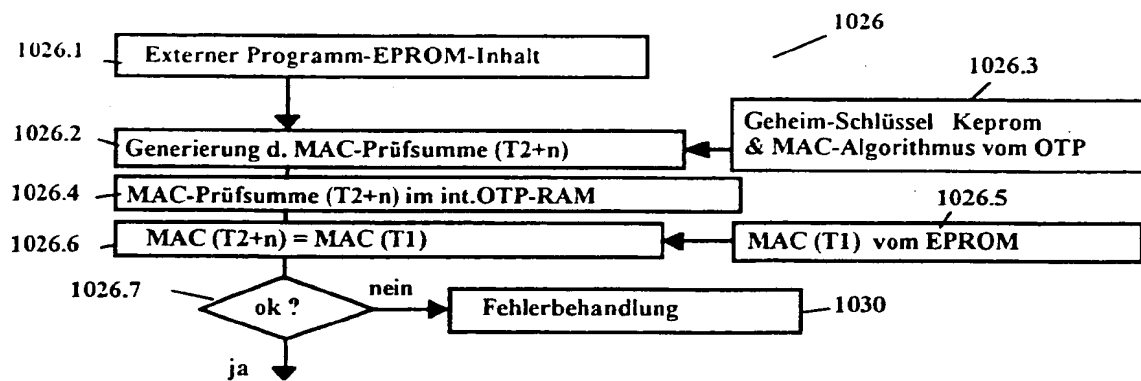 1026
1026.1
Externer Programm-EPROM-Inhalt
1026.3
Geheim-Schlüssel Keprom
& MAC-Algorithmus vom OTP
1026.2
Generierung d. MAC-Prüfsumme (T2+n)
1026.4
MAC-Prüfsumme (T2+n) im int.OTP-RAM
1026.5
1026.6
MAC (T2+n) = MAC (T1)
MAC (T1) vom EPROM
1026.7
ok ?
nein
Fehlerbehandlung
1030
ja